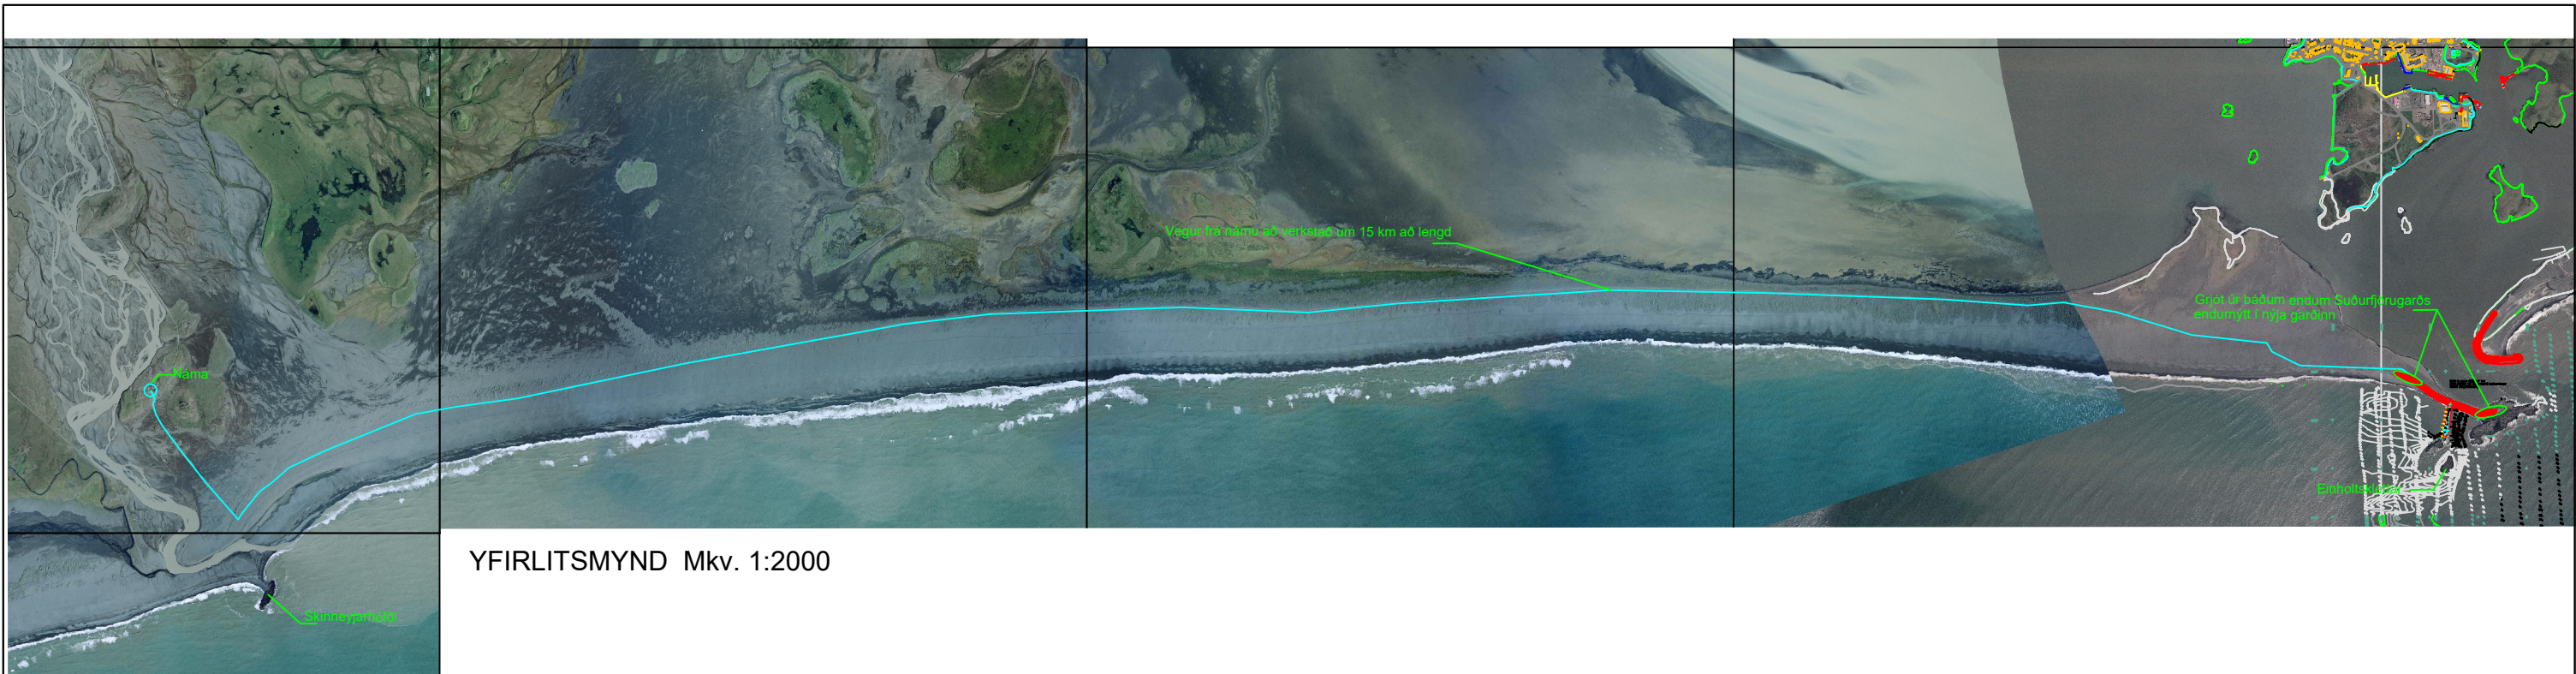 Vegur frá námu að verkstað um 15 km að lengd
Grjót úr báðum endum Suðurfjörugarðs
endurnýtt í nýja garðinn
Náma
Einholtsklettar
YFIRLITSMYND Mkv. 1:2000
Skinneyjarhöfði